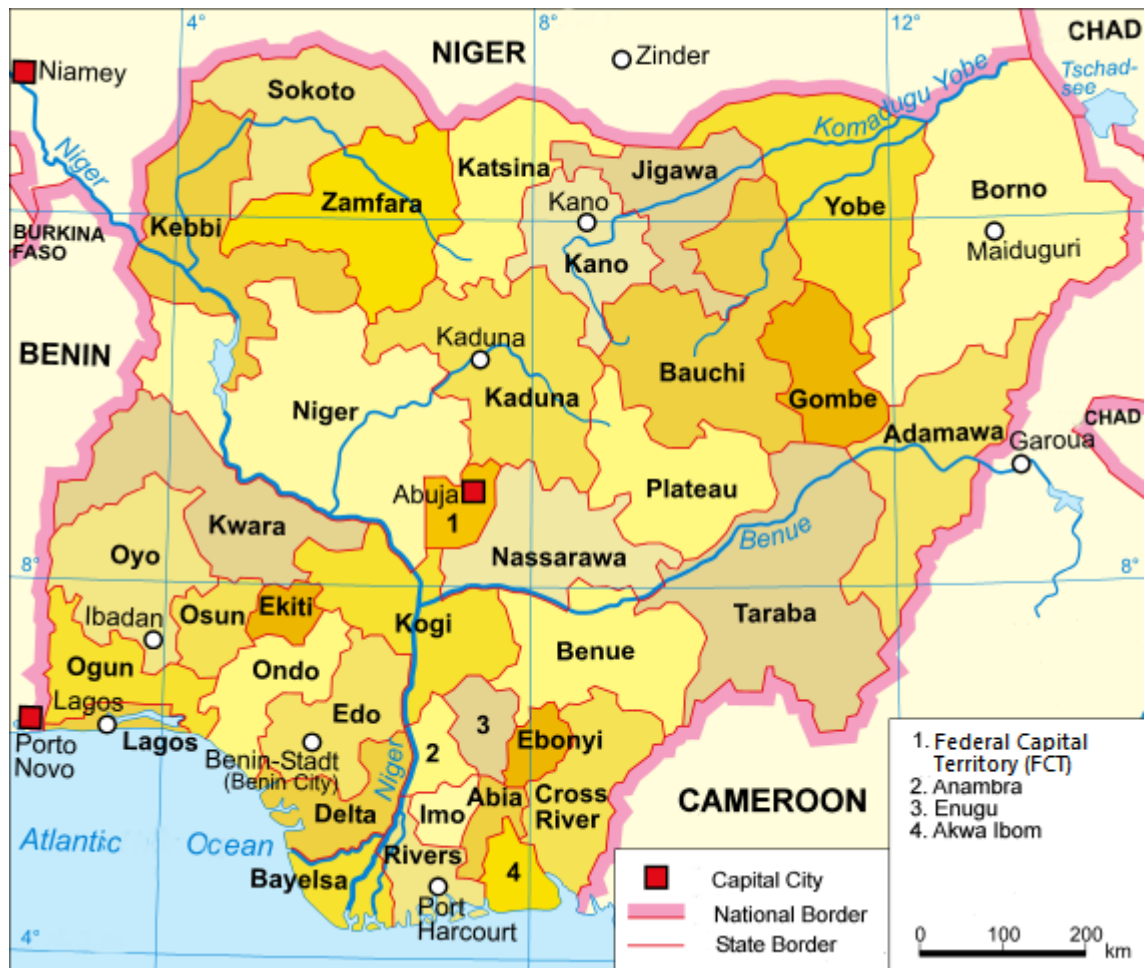 4°
8°
12°
NIGER
CHAD
Zinder
Tschad-
see
Niamey
Sokoto
Komadugu Yobe
Niger
Katsina
Jigawa
Borno
Zamfara
Kano
Yobe
Kebbi
BURKINA
FASO
Maiduguri
Kano
Kaduna
BENIN
Bauchi
Kaduna
Gombe
Niger
CHAD
Adamawa
Garoua
Abuja
Plateau
1
Kwara
Benue
Nassarawa
Oyo
8°
8°
Ekiti
Osun
Ibadan
Kogi
Taraba
Benue
Ogun
Ondo
Lagos
Edo
3
Porto
Novo
Lagos
Ebonyi
2
Benin-Stadt
(Benin City)
Niger
Abia
Cross
River
CAMEROON
Delta
Imo
Atlantic Ocean
Rivers
Bayelsa
4
Port
Harcourt
4°
1. Federal Capital
Territory (FCT)
2. Anambra
3. Enugu
4. Akwa Ibom
Capital City
National Border
State Border
0 100 200
km